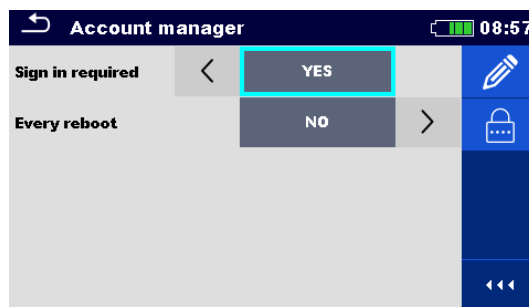 Account manager 08:57
Sign in required YES
Every reboot NO